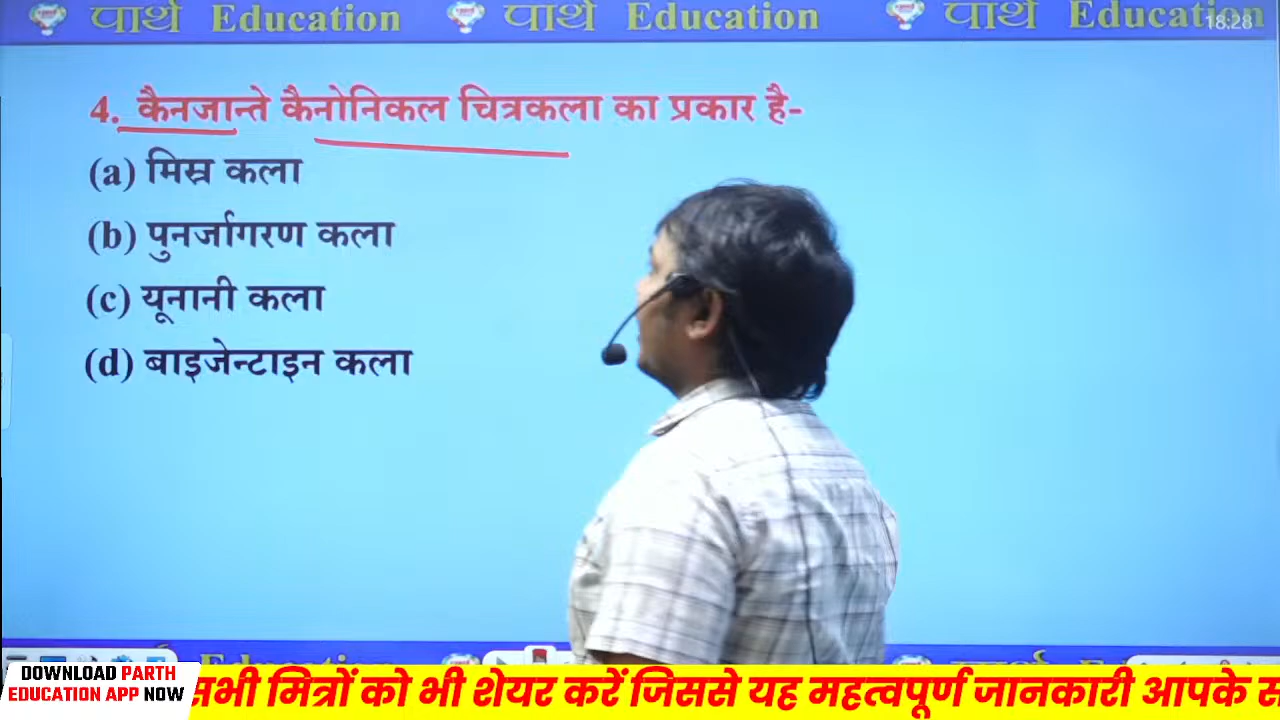 पार्थ Education पार्थ Education पार्थ Education
18:28
4. कैनजान्ते कैनोनिकल चित्रकला का प्रकार है-
(a) मिस्र कला
(b) पुनर्जागरण कला
(c) यूनानी कला
(d) बाइजेन्टाइन कला
DOWNLOAD PARTH
EDUCATION APP NOW
सभी मित्रों को भी शेयर करें जिससे यह महत्वपूर्ण जानकारी आपके